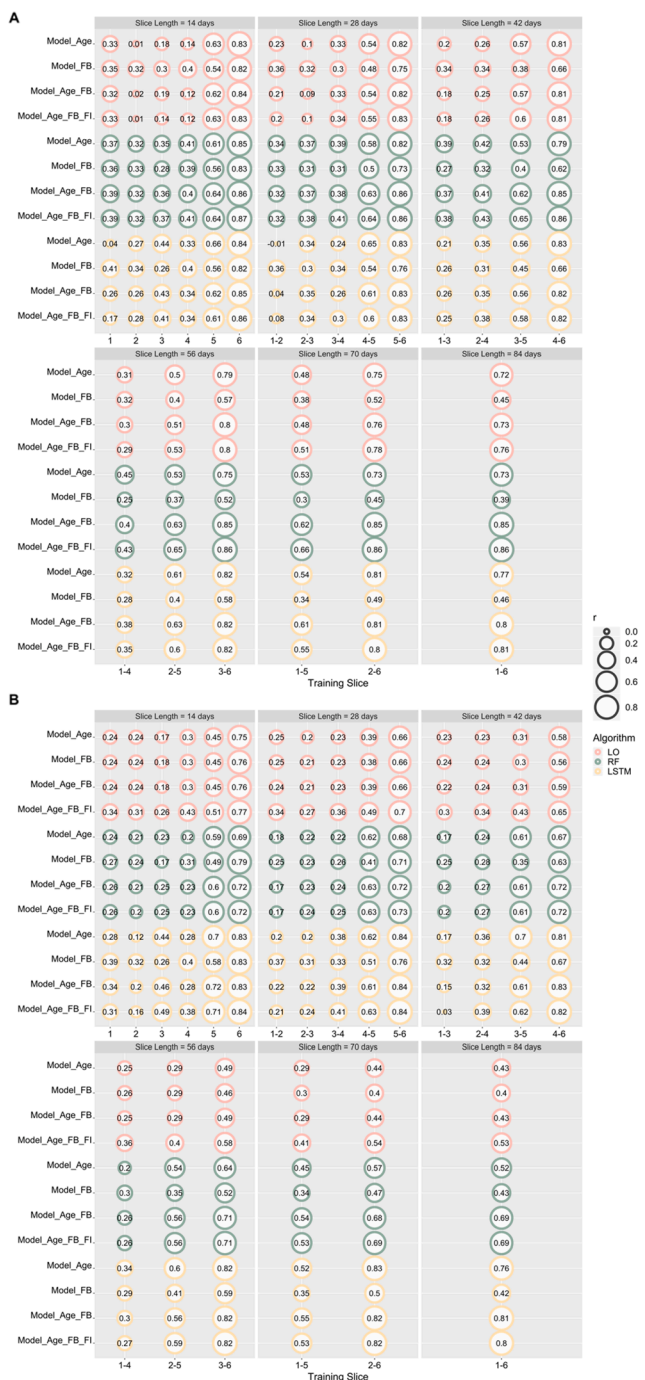 A
Slice Length = 14 days Slice Length = 28 days Slice Length = 42 days
Model_Age 0.33 0.01 0.18 0.14 0.63 0.83 0.23 0.1 0.33 0.54 0.82 0.2 0.26 0.57 0.81
Model_FB 0.35 0.32 0.3 0.4 0.54 0.82 0.36 0.32 0.3 0.48 0.75 0.34 0.34 0.38 0.66
Model_Age_FB 0.32 0.02 0.19 0.12 0.62 0.84 0.21 0.09 0.33 0.54 0.82 0.18 0.25 0.57 0.81
Model_Age_FB_FI 0.33 0.01 0.14 0.12 0.63 0.83 0.2 0.1 0.34 0.55 0.83 0.18 0.26 0.6 0.81
Model_Age 0.37 0.32 0.35 0.41 0.61 0.85 0.34 0.34 0.39 0.58 0.82 0.39 0.42 0.53 0.79
Model_FB 0.36 0.33 0.28 0.39 0.56 0.83 0.33 0.31 0.31 0.5 0.73 0.27 0.32 0.4 0.62
Model_Age_FB 0.39 0.32 0.36 0.4 0.64 0.86 0.32 0.37 0.38 0.63 0.86 0.37 0.41 0.62 0.85
Model_Age_FB_FI 0.39 0.32 0.37 0.41 0.64 0.87 0.32 0.38 0.41 0.64 0.86 0.38 0.43 0.65 0.86
Model_Age 0.04 0.27 0.44 0.33 0.66 0.84 -0.01 0.34 0.24 0.65 0.83 0.21 0.35 0.56 0.83
Model_FB 0.41 0.34 0.26 0.4 0.56 0.82 0.36 0.3 0.34 0.54 0.76 0.26 0.31 0.45 0.66
Model_Age_FB 0.26 0.26 0.43 0.34 0.62 0.85 0.04 0.35 0.26 0.61 0.83 0.26 0.35 0.56 0.82
Model_Age_FB_FI 0.17 0.28 0.41 0.34 0.61 0.86 0.08 0.34 0.3 0.6 0.83 0.25 0.38 0.58 0.82
1 2 3 4 5 6 1-2 2-3 3-4 4-5 5-6 1-3 2-4 3-5 4-6
Slice Length = 56 days Slice Length = 70 days Slice Length = 84 days
Model_Age 0.31 0.5 0.79 0.48 0.75 0.72
Model_FB 0.32 0.4 0.57 0.38 0.52 0.45
Model_Age_FB 0.3 0.51 0.8 0.48 0.76 0.73
Model_Age_FB_FI 0.29 0.53 0.8 0.51 0.78 0.76
Model_Age 0.45 0.53 0.75 0.53 0.73 0.73
Model_FB 0.25 0.37 0.52 0.3 0.45 0.39
Model_Age_FB 0.4 0.63 0.85 0.62 0.85 0.85
Model_Age_FB_FI 0.43 0.65 0.86 0.66 0.86 0.86
Model_Age 0.32 0.61 0.82 0.54 0.81 0.77
Model_FB 0.28 0.4 0.58 0.34 0.49 0.46
Model_Age_FB 0.38 0.63 0.82 0.61 0.81 0.8
Model_Age_FB_FI 0.35 0.6 0.82 0.55 0.8 0.81
1-4 2-5 3-6 1-5 2-6 1-6
Training Slice
r
0.0
0.2
0.4
0.6
0.8
Algorithm
LO
RF
LSTM
B
Slice Length = 14 days Slice Length = 28 days Slice Length = 42 days
Model_Age 0.24 0.24 0.17 0.3 0.45 0.75 0.25 0.2 0.23 0.39 0.66 0.23 0.23 0.31 0.58
Model_FB 0.24 0.24 0.18 0.3 0.45 0.76 0.25 0.21 0.23 0.38 0.66 0.24 0.24 0.3 0.56
Model_Age_FB 0.24 0.24 0.18 0.3 0.45 0.76 0.25 0.21 0.23 0.39 0.66 0.22 0.24 0.31 0.59
Model_Age_FB_FI 0.34 0.31 0.26 0.43 0.51 0.77 0.34 0.27 0.36 0.49 0.7 0.3 0.34 0.43 0.65
Model_Age 0.24 0.21 0.23 0.2 0.59 0.69 0.18 0.22 0.22 0.62 0.68 0.17 0.24 0.61 0.67
Model_FB 0.27 0.24 0.17 0.31 0.49 0.79 0.25 0.23 0.26 0.41 0.71 0.25 0.28 0.35 0.63
Model_Age_FB 0.26 0.21 0.25 0.23 0.6 0.72 0.17 0.23 0.24 0.63 0.72 0.2 0.27 0.61 0.72
Model_Age_FB_FI 0.26 0.2 0.25 0.23 0.6 0.72 0.17 0.24 0.25 0.63 0.73 0.2 0.27 0.61 0.72
Model_Age 0.28 0.12 0.44 0.28 0.7 0.83 0.2 0.2 0.38 0.62 0.84 0.17 0.36 0.7 0.81
Model_FB 0.39 0.32 0.26 0.4 0.58 0.83 0.37 0.31 0.33 0.51 0.76 0.32 0.32 0.44 0.67
Model_Age_FB 0.34 0.2 0.46 0.28 0.72 0.83 0.22 0.22 0.39 0.61 0.84 0.15 0.32 0.61 0.83
Model_Age_FB_FI 0.31 0.16 0.49 0.38 0.71 0.84 0.21 0.24 0.41 0.63 0.84 0.03 0.39 0.62 0.82
1 2 3 4 5 6 1-2 2-3 3-4 4-5 5-6 1-3 2-4 3-5 4-6
Slice Length = 56 days Slice Length = 70 days Slice Length = 84 days
Model_Age 0.25 0.29 0.49 0.29 0.44 0.43
Model_FB 0.26 0.29 0.46 0.3 0.4 0.4
Model_Age_FB 0.25 0.29 0.49 0.29 0.44 0.43
Model_Age_FB_FI 0.36 0.4 0.58 0.41 0.54 0.53
Model_Age 0.2 0.54 0.64 0.45 0.57 0.52
Model_FB 0.3 0.35 0.52 0.34 0.47 0.43
Model_Age_FB 0.26 0.56 0.71 0.54 0.68 0.69
Model_Age_FB_FI 0.26 0.56 0.71 0.53 0.69 0.69
Model_Age 0.34 0.6 0.82 0.52 0.83 0.76
Model_FB 0.29 0.41 0.59 0.35 0.5 0.42
Model_Age_FB 0.3 0.56 0.82 0.55 0.82 0.81
Model_Age_FB_FI 0.27 0.59 0.82 0.53 0.82 0.8
1-4 2-5 3-6 1-5 2-6 1-6
Training Slice